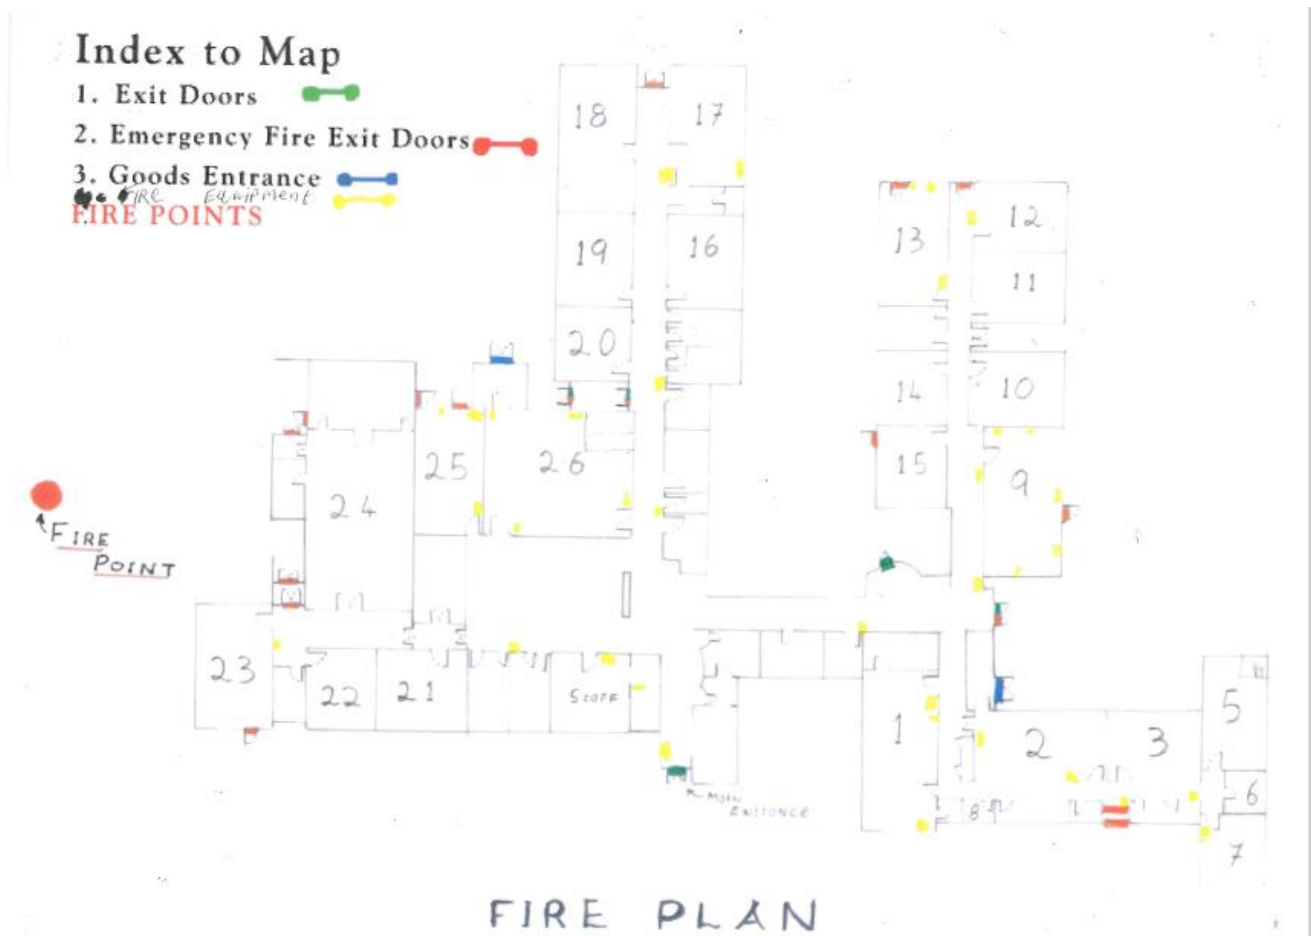 Index to Map
1. Exit Doors
2. Emergency Fire Exit Doors
3. Goods Entrance
FIRE Equipment
FIRE POINTS
18
17
19
16
20
13
12
11
14
10
15
9
25
26
24
FIRE
POINT
23
22
21
STAFF
1
2
3
4
5
6
7
8
MAIN
ENTRANCE
FIRE PLAN